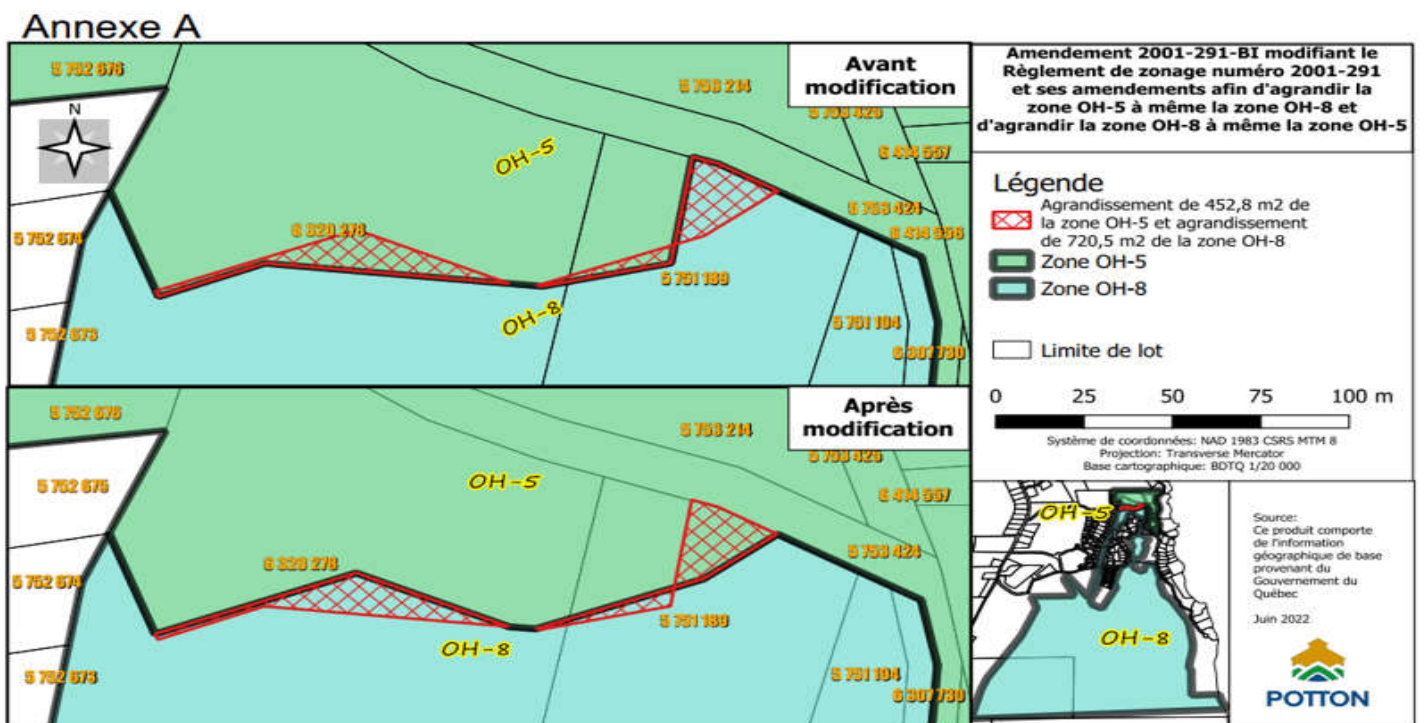 Annexe A
Avant
modification
5 752 676
5 753 214
5 753 425
6 414 557
OH-5
5 753 424
6 414 556
5 752 674
6 320 278
5 751 189
OH-8
5 752 673
5 751 104
6 307 730
N
Après
modification
5 752 676
5 753 214
5 753 425
5 752 675
OH-5
6 414 557
5 753 424
5 752 674
6 320 278
5 751 189
OH-8
5 752 673
5 751 104
6 307 730
Amendement 2001-291-BI modifiant le
Règlement de zonage numéro 2001-291
et ses amendements afin d'agrandir la
zone OH-5 à même la zone OH-8 et
d'agrandir la zone OH-8 à même la zone OH-5
Légende
Agrandissement de 452,8 m2 de
la zone OH-5 et agrandissement
de 720,5 m2 de la zone OH-8
Zone OH-5
Zone OH-8
Limite de lot
0 25 50 75 100 m
Système de coordonnées: NAD 1983 CSRS MTM 8
Projection: Transverse Mercator
Base cartographique: BDTQ 1/20 000
OH-5
OH-8
Source:
Ce produit comporte
de l'information
géographique de base
provenant du
Gouvernement du
Québec
Juin 2022
POTTON